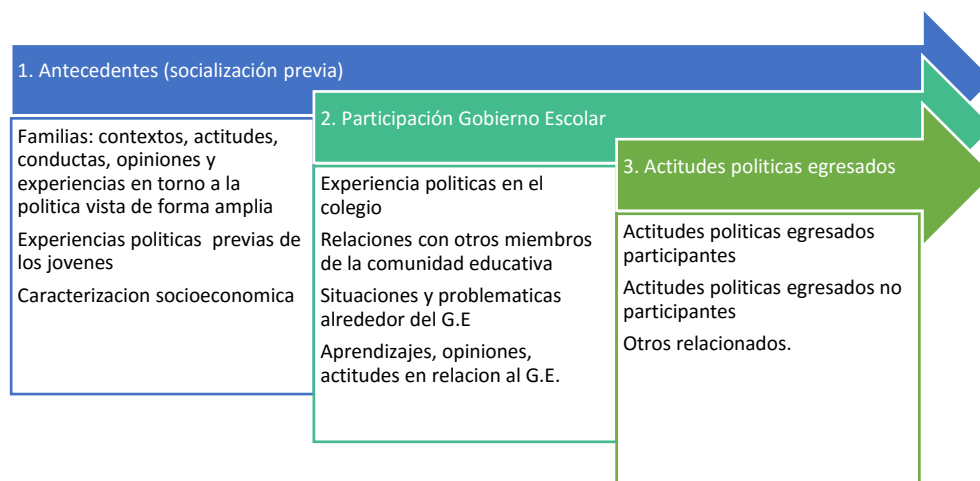 1. Antecedentes (socialización previa)
Familias: contextos, actitudes,
conductas, opiniones y
experiencias en torno a la
politica vista de forma amplia
Experiencias politicas  previas de
los jovenes
Caracterizacion socioeconomica
2. Participación Gobierno Escolar
Experiencia politicas en el
colegio
Relaciones con otros miembros
de la comunidad educativa
Situaciones y problematicas
alrededor del G.E
Aprendizajes, opiniones,
actitudes en relacion al G.E.
3. Actitudes politicas egresados
Actitudes politicas egresados
participantes
Actitudes politicas egresados no
participantes
Otros relacionados.